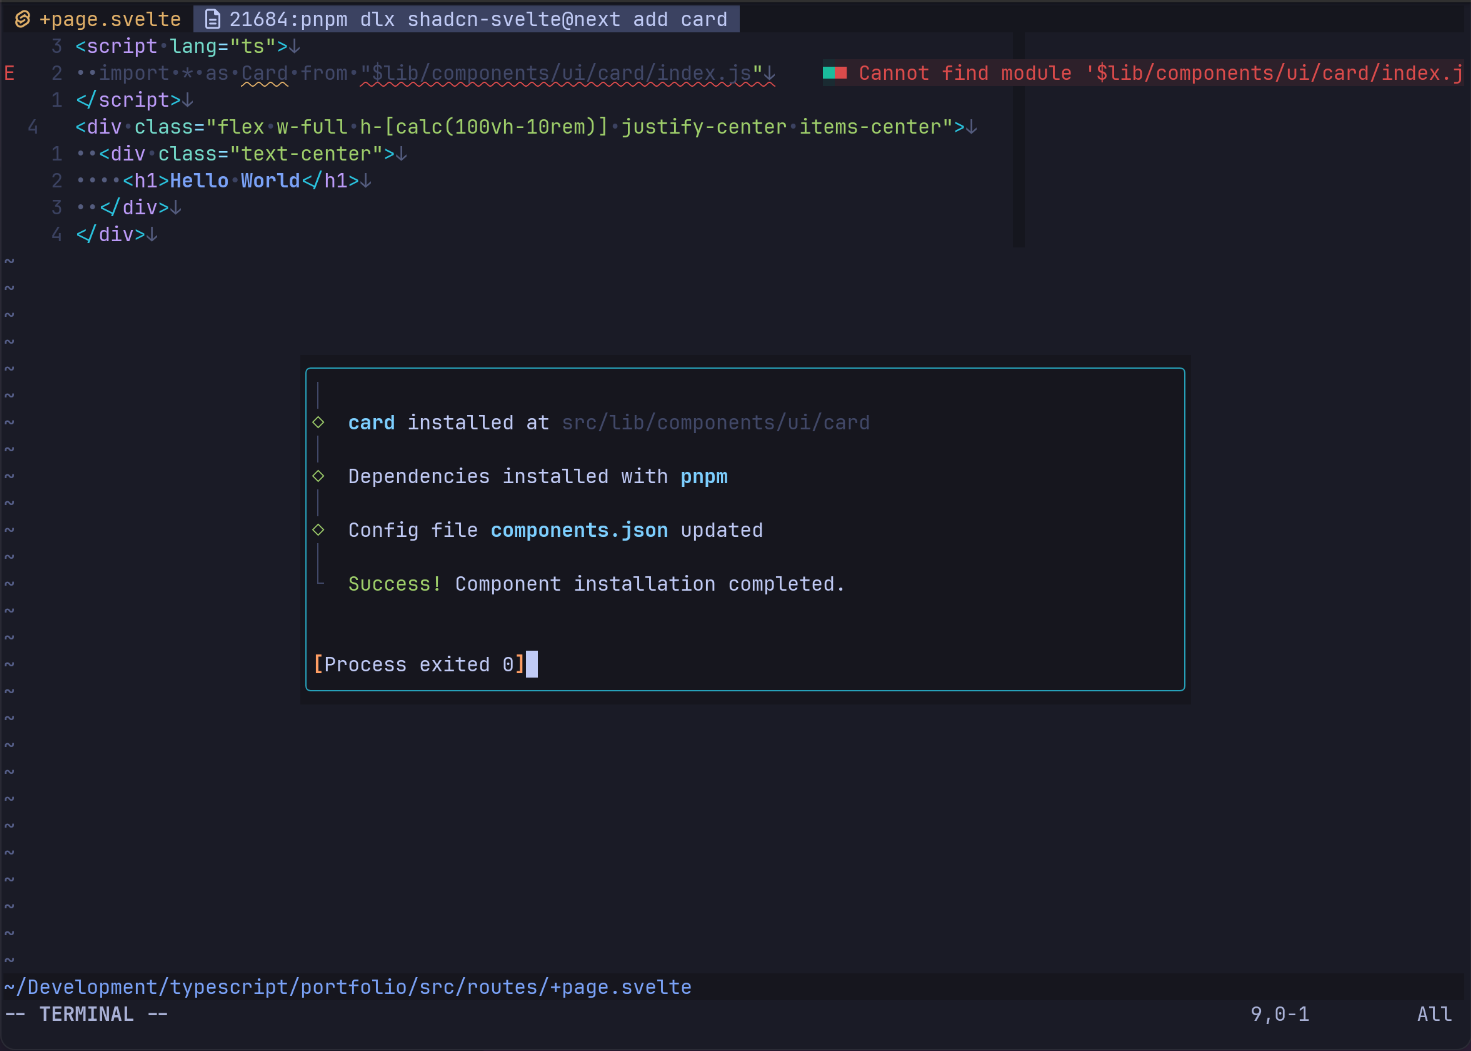 +page.svelte 21684:pnpm dlx shadcn-svelte@next add card
3 <script·lang="ts">↓
E 2 ··import·*·as·Card·from·"$lib/components/ui/card/index.js"↓ ■■ Cannot find module '$lib/components/ui/card/index.j
1 </script>↓
4 <div·class="flex·w-full·h-[calc(100vh-10rem)]·justify-center·items-center">↓
1 ··<div·class="text-center">↓
2 ····<h1>Hello·World</h1>↓
3 ··</div>↓
4 </div>↓
~
~
~
~
~
~
~
◇ card installed at src/lib/components/ui/card
~
~
◇ Dependencies installed with pnpm
~
~
◇ Config file components.json updated
~
~
Success! Component installation completed.
~
~
~
[Process exited 0]
~
~
~
~
~
~
~
~
~
~
~
~
~/Development/typescript/portfolio/src/routes/+page.svelte
-- TERMINAL -- 9,0-1 All